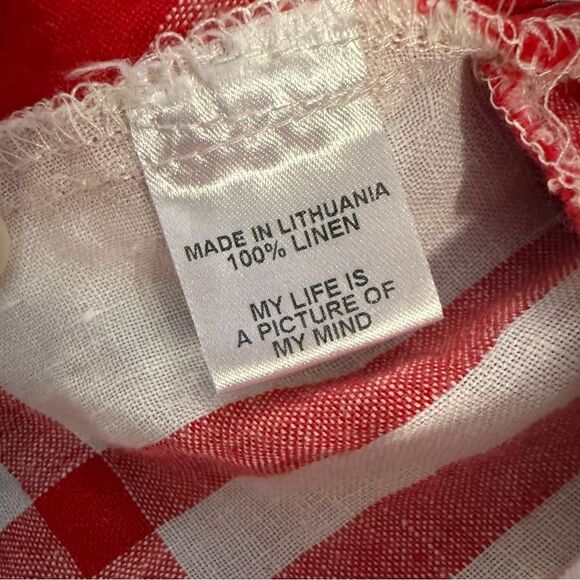 MADE IN LITHUANIA
100% LINEN
MY LIFE IS
A PICTURE OF
MY MIND